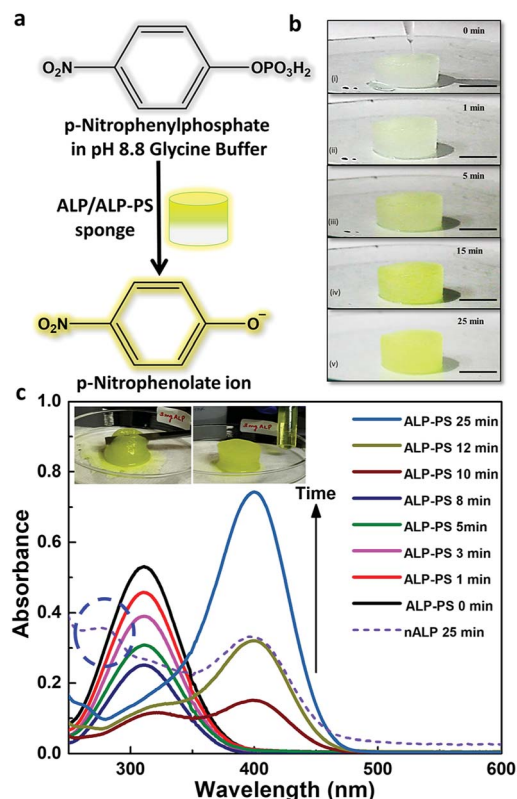 a
O₂N
OPO₃H₂
p-Nitrophenylphosphate
in pH 8.8 Glycine Buffer
ALP/ALP-PS
sponge
O₂N
O⁻
p-Nitrophenolate ion
b
0 min
(i)
1 min
(ii)
5 min
(iii)
15 min
(iv)
25 min
(v)
c
Absorbance
1.0
0.8
0.6
0.4
0.2
0.0
5mg ALP
5mg ALP
Time
ALP-PS 25 min
ALP-PS 12 min
ALP-PS 10 min
ALP-PS 8 min
ALP-PS 5min
ALP-PS 3 min
ALP-PS 1 min
ALP-PS 0 min
nALP 25 min
300
400
500
600
Wavelength (nm)